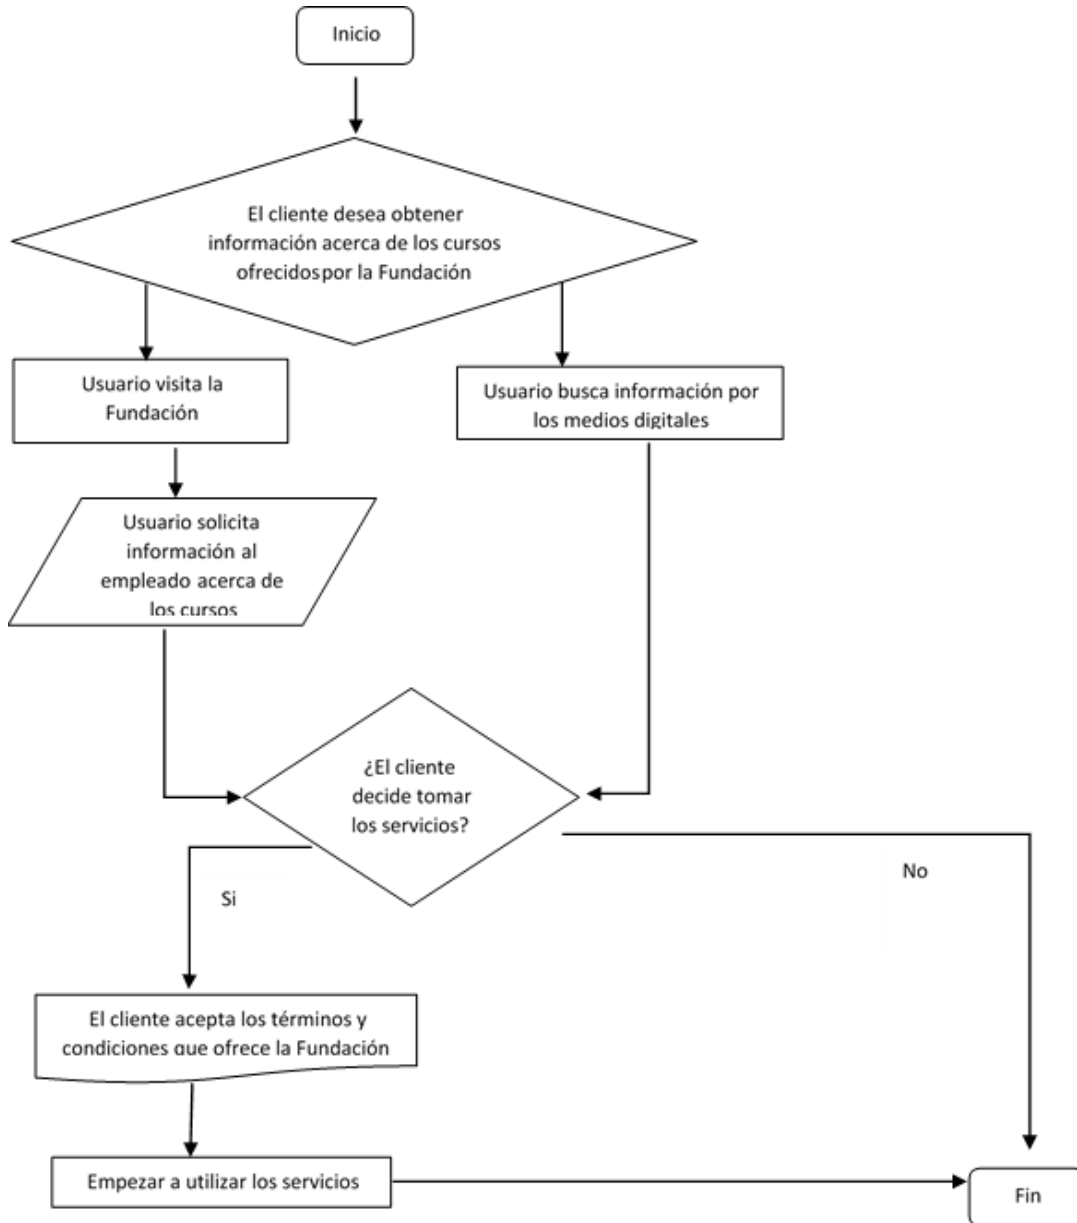 Inicio
El cliente desea obtener
información acerca de los cursos
ofrecidos por la Fundación
Usuario visita la
Fundación
Usuario busca información por
los medios digitales
Usuario solicita
información al
empleado acerca de
los cursos
¿El cliente
decide tomar
los servicios?
Si
No
El cliente acepta los términos y
condiciones que ofrece la Fundación
Empezar a utilizar los servicios
Fin